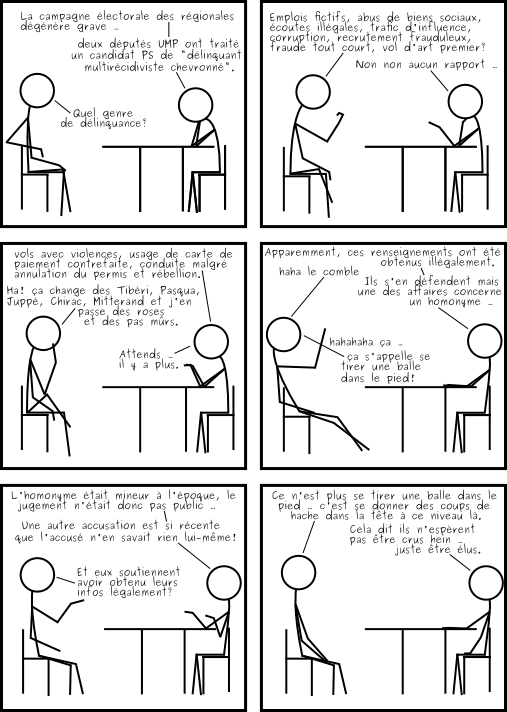 La campagne électorale des régionales
dégénère grave ...
deux députés UMP ont traité
un candidat PS de "délinquant
multirécidiviste chevronné".
Quel genre
de délinquance?
Emplois fictifs, abus de biens sociaux,
écoutes illégales, trafic d'influence,
corruption, recrutement frauduleux,
fraude tout court, vol d'art premier?
Non non aucun rapport ...
vols avec violences, usage de carte de
paiement contrefaite, conduite malgré
annulation du permis et rébellion.
Ha! ça change des Tibéri, Pasqua,
Juppé, Chirac, Mitterand et j'en
passe des roses
et des pas mûrs.
Attends ...
il y a plus.
Apparemment, ces renseignements ont été
obtenus illégalement.
haha le comble
Ils s'en défendent mais
une des affaires concerne
un homonyme ...
hahahaha ça ...
ça s'appelle se
tirer une balle
dans le pied!
L'homonyme était mineur à l'époque, le
jugement n'était donc pas public ...
Une autre accusation est si récente
que l'accusé n'en savait rien lui-même!
Et eux soutiennent
avoir obtenu leurs
infos légalement?
Ce n'est plus se tirer une balle dans le
pied ... c'est se donner des coups de
hache dans la tête à ce niveau là.
Cela dit ils n'espèrent
pas être crus hein ...
juste être élus.